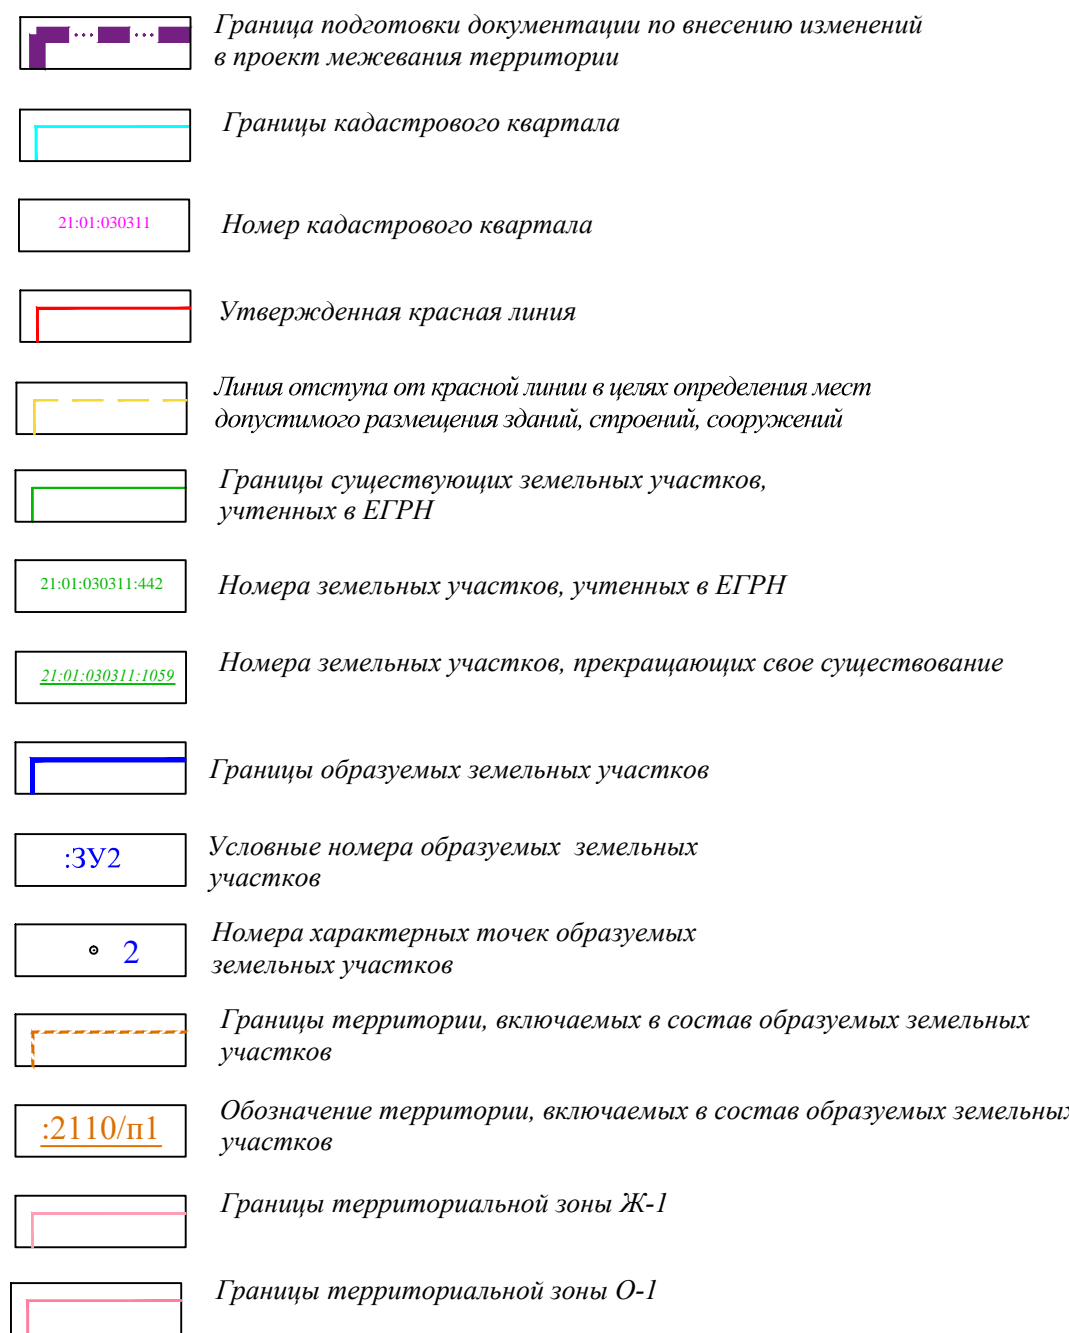 Граница подготовки документации по внесению изменений
в проект межевания территории
Границы кадастрового квартала
21:01:030311
Номер кадастрового квартала
Утвержденная красная линия
Линия отступа от красной линии в целях определения мест
допустимого размещения зданий, строений, сооружений
Границы существующих земельных участков,
учтенных в ЕГРН
21:01:030311:442
Номера земельных участков, учтенных в ЕГРН
21:01:030311:1059
Номера земельных участков, прекращающих свое существование
Границы образуемых земельных участков
:ЗУ2
Условные номера образуемых земельных
участков
2
Номера характерных точек образуемых
земельных участков
Границы территории, включаемых в состав образуемых земельных
участков
:2110/п1
Обозначение территории, включаемых в состав образуемых земельных
участков
Границы территориальной зоны Ж-1
Границы территориальной зоны О-1